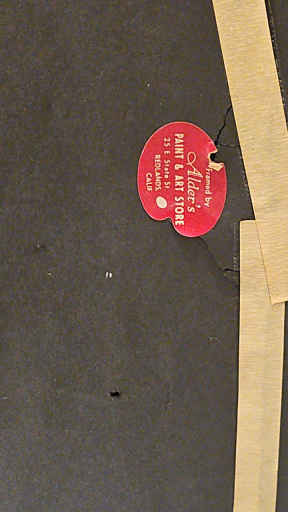 Framed by
Alder's
PAINT & ART STORE
25 E. State St.
REDLANDS,
CALIF.